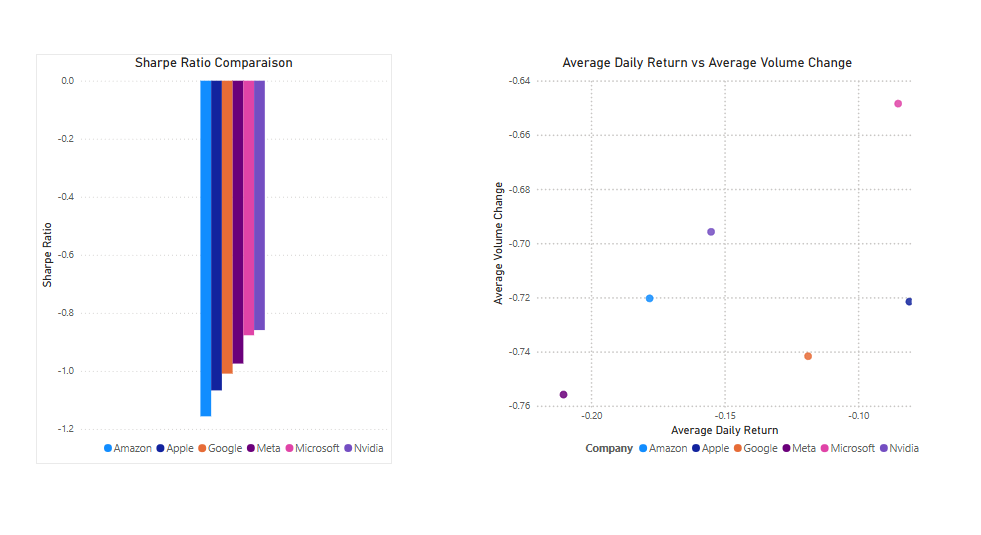 Sharpe Ratio Comparaison
0.0
-0.2
-0.4
-0.6
-0.8
-1.0
-1.2
Sharpe Ratio
Amazon Apple Google Meta Microsoft Nvidia
Average Daily Return vs Average Volume Change
-0.64
-0.66
-0.68
-0.70
-0.72
-0.74
-0.76
Average Volume Change
-0.20 -0.15 -0.10
Average Daily Return
Company Amazon Apple Google Meta Microsoft Nvidia